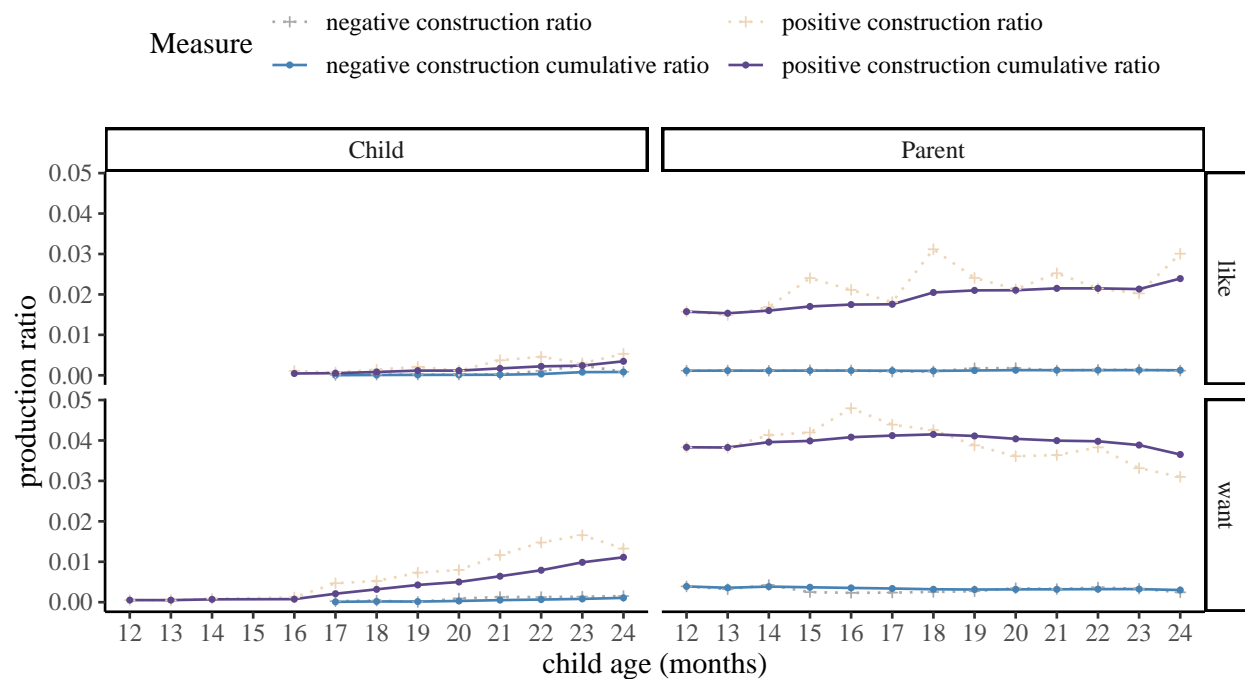 Measure
negative construction ratio
positive construction ratio
negative construction cumulative ratio
positive construction cumulative ratio
Child
Parent
like
want
production ratio
0.05
0.04
0.03
0.02
0.01
0.00
0.05
0.04
0.03
0.02
0.01
0.00
12 13 14 15 16 17 18 19 20 21 22 23 24
12 13 14 15 16 17 18 19 20 21 22 23 24
child age (months)